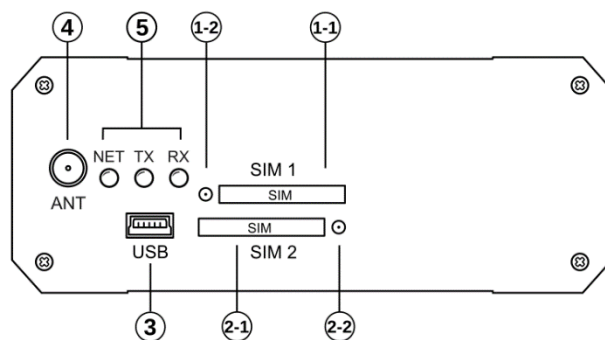 4 5 1-2 1-1
NET TX RX
SIM 1
SIM
ANT
SIM
USB SIM 2
3 2-1 2-2